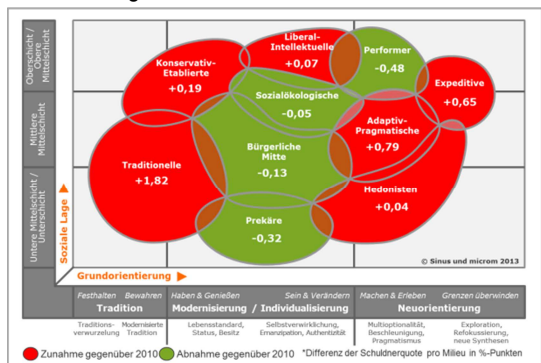 Oberschicht /
Obere
Mittelschicht
Mittlere
Mittelschicht
Untere Mittelschicht /
Unterschicht
Soziale Lage
Konservativ-
Etablierte
+0,19
Liberal-
Intellektuelle
+0,07
Performer
-0,48
Expeditive
+0,65
Sozialökologische
-0,05
Adaptiv-
Pragmatische
+0,79
Traditionelle
+1,82
Bürgerliche
Mitte
-0,13
Hedonisten
+0,04
Prekäre
-0,32
© Sinus und microm 2013
Grundorientierung
Festhalten Bewahren
Tradition
Haben & Genießen Sein & Verändern
Modernisierung / Individualisierung
Machen & Erleben Grenzen überwinden
Neuorientierung
Traditions-
verwurzelung
Modernisierte
Tradition
Lebensstandard,
Status, Besitz
Selbstverwirklichung,
Emanzipation, Authentizität
Multioptionalität,
Beschleunigung,
Pragmatismus
Exploration,
Refokussierung,
neue Synthesen
Zunahme gegenüber 2010
Abnahme gegenüber 2010
*Differenz der Schuldnerquote pro Milieu in %-Punkten